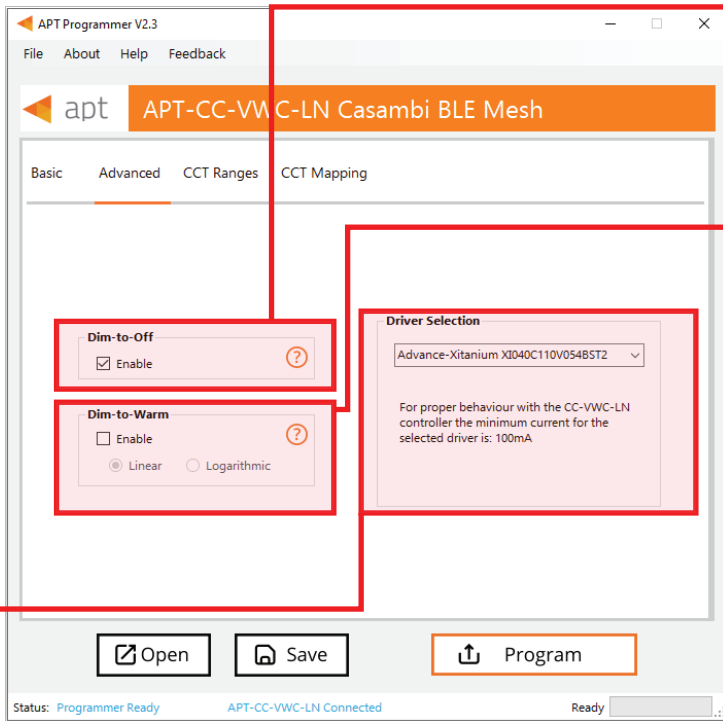 APT Programmer V2.3
File About Help Feedback
apt APT-CC-VWC-LN Casambi BLE Mesh
Basic Advanced CCT Ranges CCT Mapping
Dim-to-Off
Enable
?
Dim-to-Warm
Enable
?
Linear Logarithmic
Driver Selection
Advance-Xitanium XI040C110V054BST2
For proper behaviour with the CC-VWC-LN
controller the minimum current for the
selected driver is: 100mA
Open Save Program
Status: Programmer Ready APT-CC-VWC-LN Connected Ready